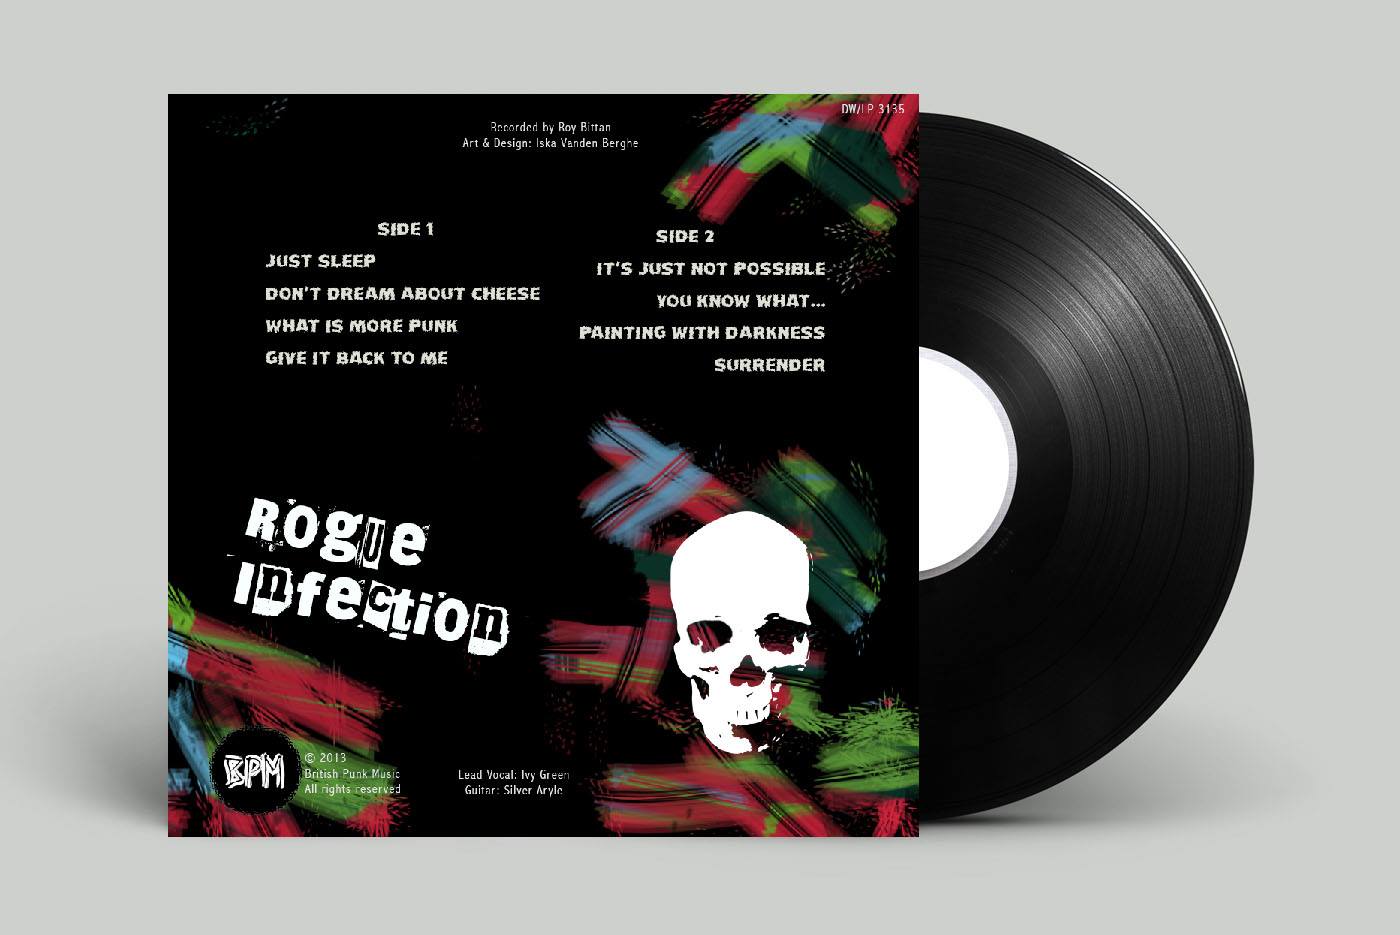 DW/LP 3135
Recorded by Roy Bittan
Art & Design: Iska Vanden Berghe
SIDE 1
JUST SLEEP
DON'T DREAM ABOUT CHEESE
WHAT IS MORE PUNK
GIVE IT BACK TO ME
SIDE 2
IT'S JUST NOT POSSIBLE
YOU KNOW WHAT...
PAINTING WITH DARKNESS
SURRENDER
Rogue
Infection
BPM
© 2013
British Punk Music
All rights reserved
Lead Vocal: Ivy Green
Guitar: Silver Aryle